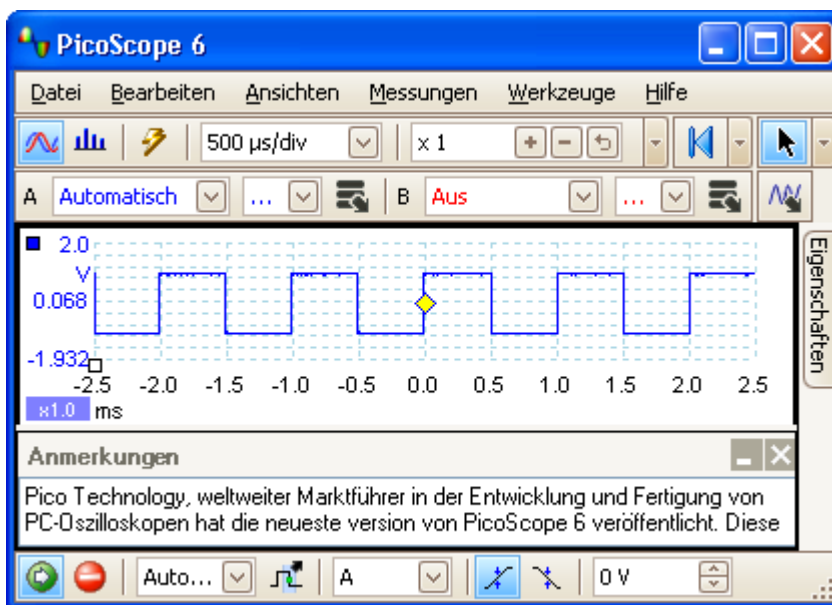 PicoScope 6
Datei Bearbeiten Ansichten Messungen Werkzeuge Hilfe
500 µs/div x 1
A Automatisch ... B Aus ...
2.0
V
0.068
-1.932
-2.5 -2.0 -1.5 -1.0 -0.5 0.0 0.5 1.0 1.5 2.0 2.5
x1.0 ms
Eigenschaften
Anmerkungen
Pico Technology, weltweiter Marktführer in der Entwicklung und Fertigung von
PC-Oszilloskopen hat die neueste version von PicoScope 6 veröffentlicht. Diese
Auto... A 0 V